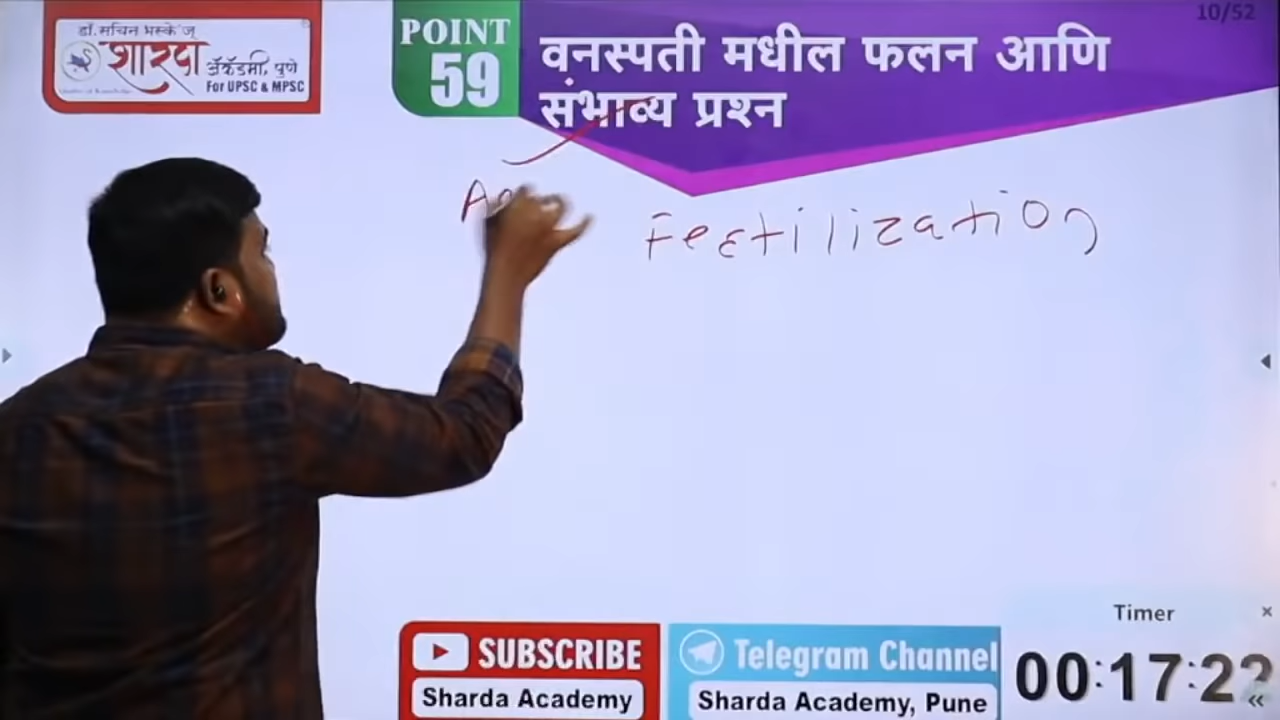 डॉ. सचिन भस्के'ज्
शारदा
अ‍ॅकॅडमी, पुणे
For UPSC & MPSC
POINT
59
10/52
वनस्पती मधील फलन आणि
संभाव्य प्रश्न
Fertilization
SUBSCRIBE
Sharda Academy
Telegram Channel
Sharda Academy, Pune
Timer
×
00:17:22
«